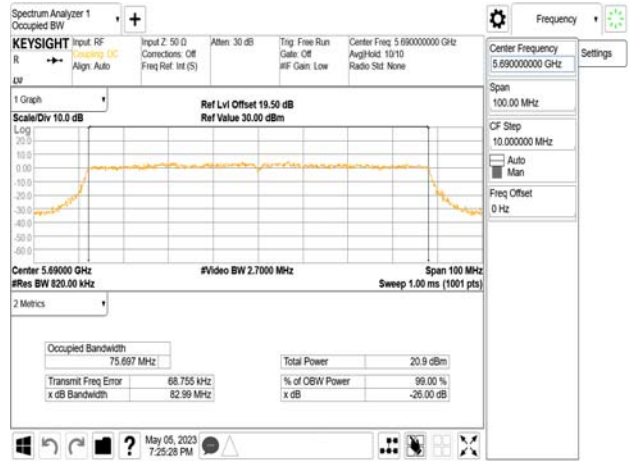 Spectrum Analyzer 1
Occupied BW
+
Frequency
KEYSIGHT
R
LXI
Input: RF
Coupling: DC
Align: Auto
Input Z: 50 Ω
Corrections: Off
Freq Ref: Int (S)
Atten: 30 dB
Trig: Free Run
Gate: Off
#IF Gain: Low
Center Freq: 5.690000000 GHz
Avg|Hold: 10/10
Radio Std: None
Center Frequency
5.690000000 GHz
Settings
Span
100.00 MHz
CF Step
10.000000 MHz
Auto
Man
Freq Offset
0 Hz
1 Graph
Scale/Div 10.0 dB
Ref Lvl Offset 19.50 dB
Ref Value 30.00 dBm
Log
20.0
10.0
0.00
-10.0
-20.0
-30.0
-40.0
-50.0
-60.0
Center 5.69000 GHz
#Res BW 820.00 kHz
#Video BW 2.7000 MHz
Span 100 MHz
Sweep 1.00 ms (1001 pts)
2 Metrics
Occupied Bandwidth
75.697 MHz
Total Power 20.9 dBm
Transmit Freq Error 68.755 kHz
% of OBW Power 99.00 %
x dB Bandwidth 82.99 MHz
x dB -26.00 dB
?
May 05, 2023
7:25:28 PM